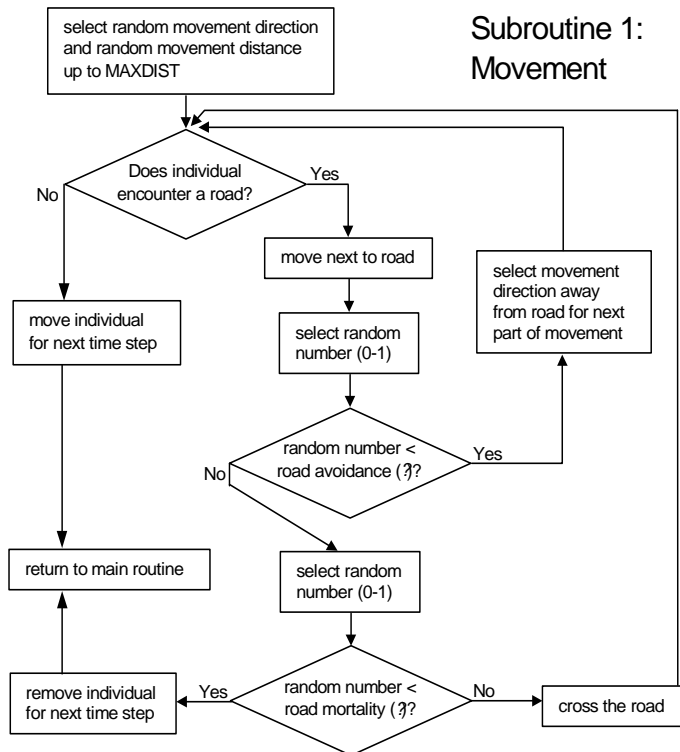 select random movement direction
and random movement distance
up to MAXDIST
Subroutine 1:
Movement
Does individual
encounter a road?
No
Yes
move next to road
select movement
direction away
from road for next
part of movement
move individual
for next time step
select random
number (0-1)
random number <
road avoidance (?)?
No
Yes
return to main routine
select random
number (0-1)
remove individual
for next time step
Yes
random number <
road mortality (?)?
No
cross the road